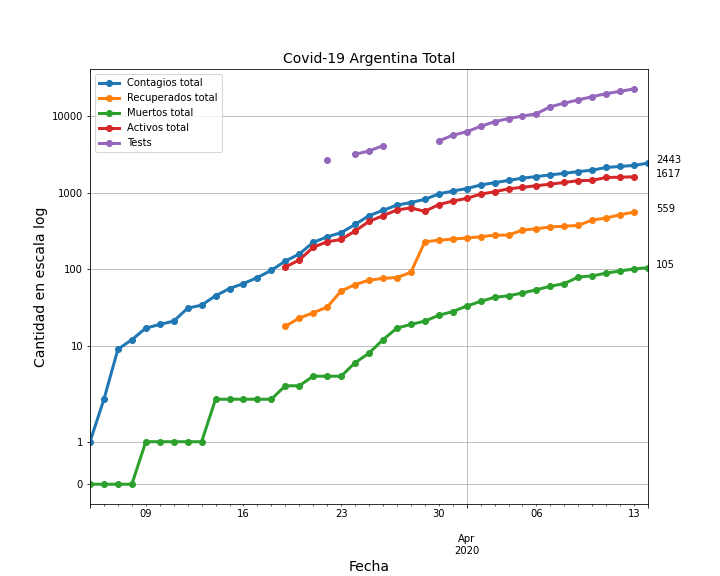 Covid-19 Argentina Total
Contagios total
Recuperados total
Muertos total
Activos total
Tests
10000
1000
100
10
1
0
Cantidad en escala log
2443
1617
559
105
09
16
23
30
06
13
Apr
2020
Fecha